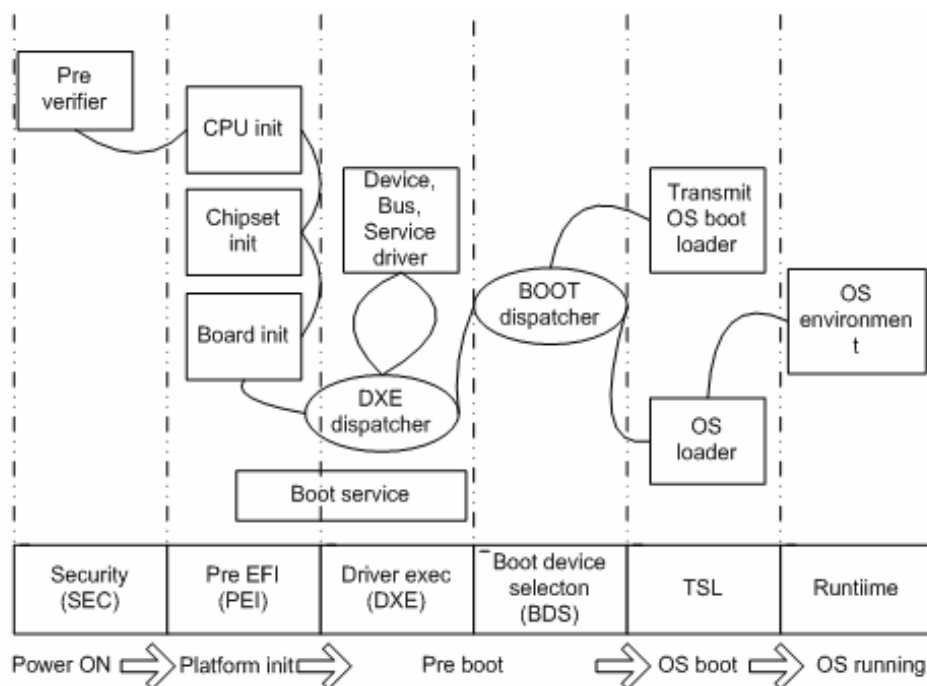 Pre
verifier
CPU init
Chipset
init
Board init
Device,
Bus,
Service
driver
DXE
dispatcher
Boot service
BOOT
dispatcher
Transmit
OS boot
loader
OS
loader
OS
environmen
t
Security
(SEC)
Pre EFI
(PEI)
Driver exec
(DXE)
Boot device
selecton
(BDS)
TSL
Runtiime
Power ON
Platform init
Pre boot
OS boot
OS running